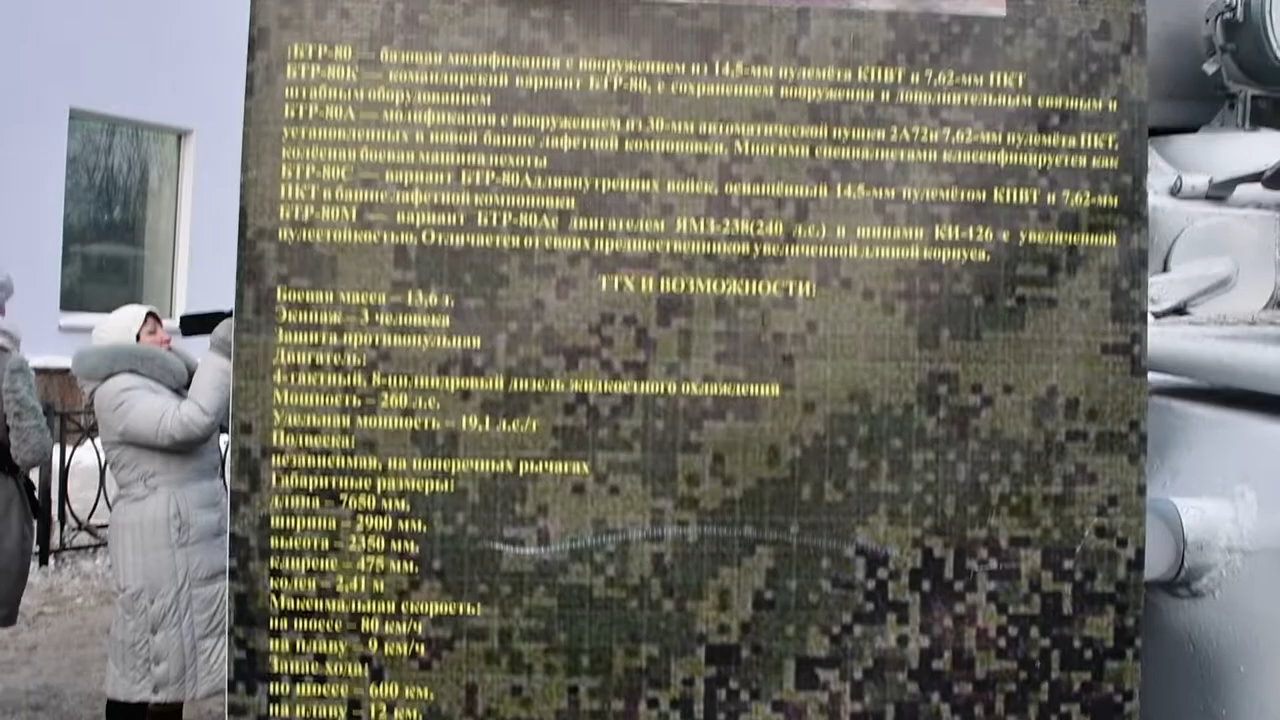 БТР-80 — базовая модификация с вооружением из 14,5-мм пулемёта КПВТ и 7,62-мм ПКТ
БТР-80К — командирский вариант БТР-80, с сохранением вооружения и дополнительным связным и
штабным оборудованием
БТР-80А — модификация с вооружением из 30-мм автоматической пушки 2А72и 7,62-мм пулемёта ПКТ,
установленных в новой башне лафетной компоновки. Многими специалистами классифицируется как
колёсная боевая машина пехоты
БТР-80С — вариант БТР-80Адлявнутренних войск, оснащённый 14,5-мм пулемётом КПВТ и 7,62-мм
ПКТ в башне лафетной компоновки
БТР-80М — вариант БТР-80Ас двигателем ЯМЗ-238(240 л.с.) и шинами КИ-126 с увеличенной
пулестойкостью. Отличается от своих предшественников увеличенной длиной корпуса.
ТТХ И ВОЗМОЖНОСТИ:
Боевая масса – 13,6 т.
Экипаж – 3 человека
Защита противопульная
Двигатель:
4-тактный, 8-цилиндровый дизель жидкостного охлаждения
Мощность – 260 л.с.
Удельная мощность – 19,1 л.с./т
Подвеска:
независимая, на поперечных рычагах
Габаритные размеры:
длина – 7650 мм.
ширина – 2900 мм.
высота – 2350 мм.
клиренс – 475 мм.
колея – 2,41 м
Максимальная скорость:
на шоссе – 80 км/ч
на плаву – 9 км/ч
Запас хода:
по шоссе – 600 км.
на плаву – 12 км.